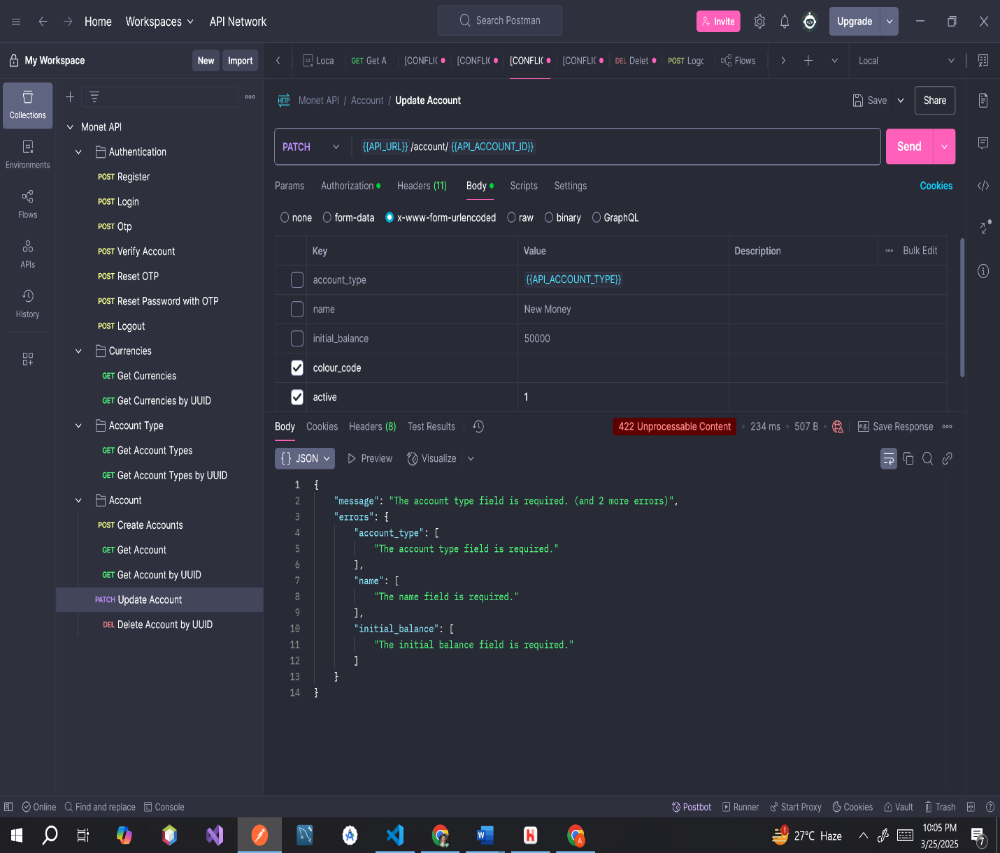 Home
Workspaces
API Network
Search Postman
Invite
Upgrade
My Workspace
New
Import
Loca
GET Get A
[CONFLIC
[CONFLIC
[CONFLIC
[CONFLIC
DEL Delet
POST Logo
Flows
Local
Collections
Environments
Flows
APIs
History
Monet API
Authentication
POST Register
POST Login
POST Otp
POST Verify Account
POST Reset OTP
POST Reset Password with OTP
POST Logout
Currencies
GET Get Currencies
GET Get Currencies by UUID
Account Type
GET Get Account Types
GET Get Account Types by UUID
Account
POST Create Accounts
GET Get Account
GET Get Account by UUID
PATCH Update Account
DEL Delete Account by UUID
HTTP Monet API / Account / Update Account
Save
Share
PATCH
{{API_URL}} /account/ {{API_ACCOUNT_ID}}
Send
Params
Authorization
Headers (11)
Body
Scripts
Settings
Cookies
none
form-data
x-www-form-urlencoded
raw
binary
GraphQL
Key Value Description Bulk Edit
account_type {{API_ACCOUNT_TYPE}}
name New Money
initial_balance 50000
colour_code
active 1
Body
Cookies
Headers (8)
Test Results
422 Unprocessable Content
234 ms
507 B
e.g. Save Response
{} JSON
Preview
Visualize
1 {
2 "message": "The account type field is required. (and 2 more errors)",
3 "errors": {
4 "account_type": [
5 "The account type field is required."
6 ],
7 "name": [
8 "The name field is required."
9 ],
10 "initial_balance": [
11 "The initial balance field is required."
12 ]
13 }
14 }
Online
Find and replace
Console
Postbot
Runner
Start Proxy
Cookies
Vault
Trash
1
27°C Haze
10:05 PM
3/25/2025
7